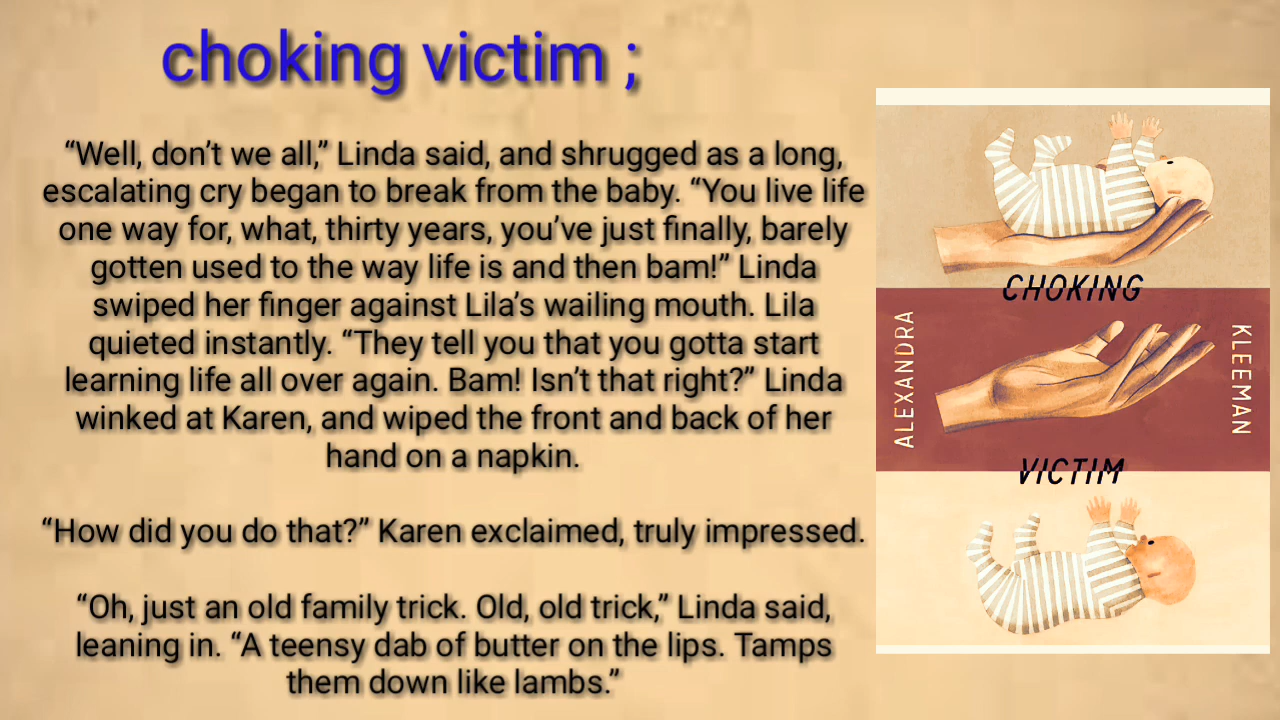 choking victim ;
“Well, don’t we all,” Linda said, and shrugged as a long,
escalating cry began to break from the baby. “You live life
one way for, what, thirty years, you’ve just finally, barely
gotten used to the way life is and then bam!” Linda
swiped her finger against Lila’s wailing mouth. Lila
quieted instantly. “They tell you that you gotta start
learning life all over again. Bam! Isn’t that right?” Linda
winked at Karen, and wiped the front and back of her
hand on a napkin.
“How did you do that?” Karen exclaimed, truly impressed.
“Oh, just an old family trick. Old, old trick,” Linda said,
leaning in. “A teensy dab of butter on the lips. Tamps
them down like lambs.”
CHOKING
ALEXANDRA
KLEEMAN
VICTIM